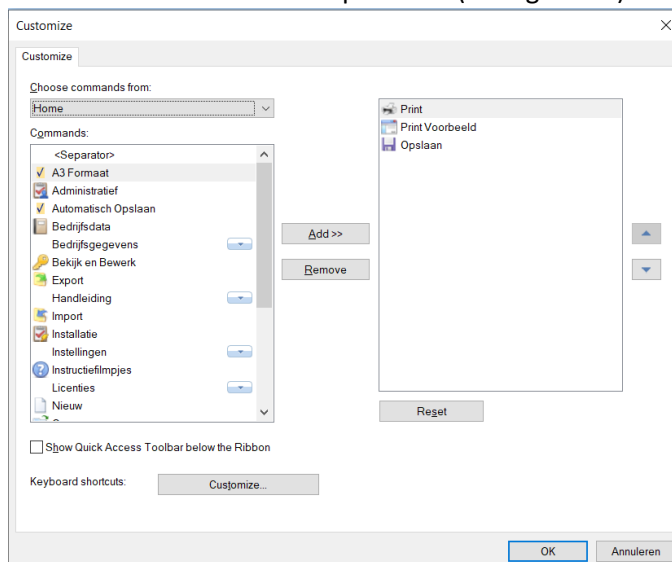 Customize
Customize
Choose commands from:
Home
Commands:
<Separator>
A3 Formaat
Administratief
Automatisch Opslaan
Bedrijfsdata
Bedrijfsgegevens
Bekijk en Bewerk
Export
Handleiding
Import
Installatie
Instellingen
Instructiefilmpjes
Licenties
Nieuw
Add >>
Remove
Print
Print Voorbeeld
Opslaan
Reset
Show Quick Access Toolbar below the Ribbon
Keyboard shortcuts:
Customize...
OK
Annuleren